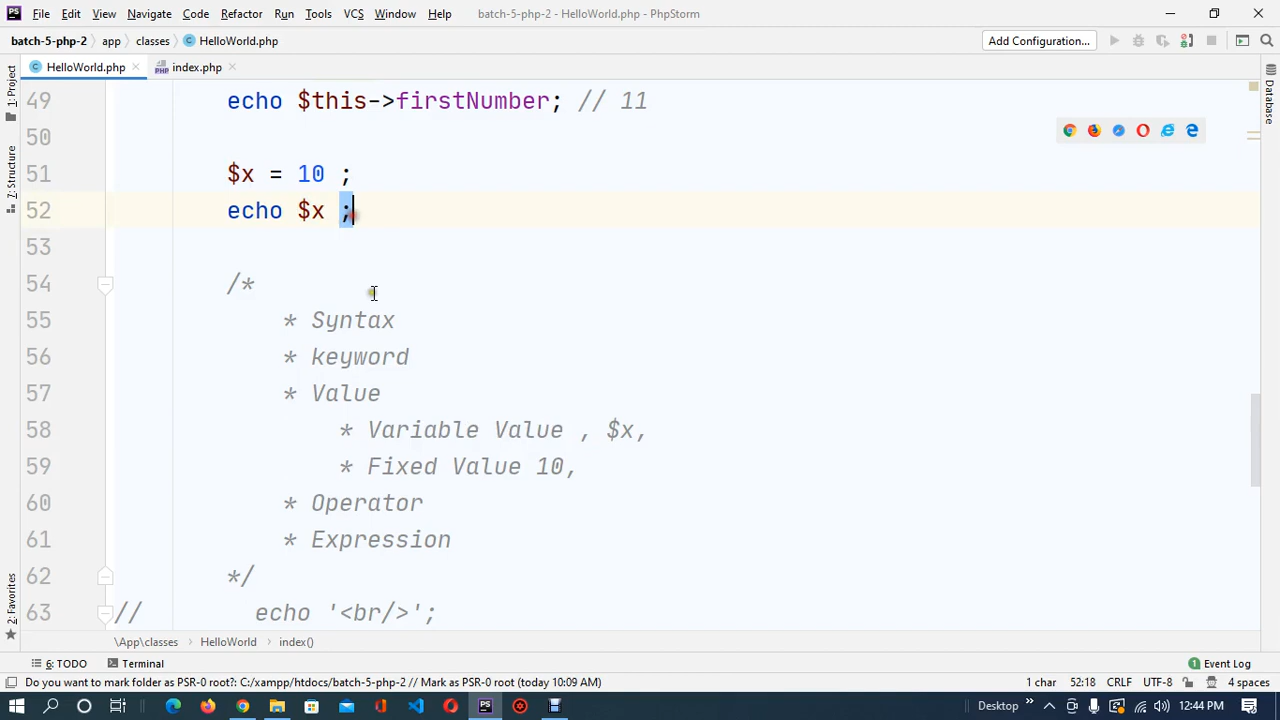 PS File Edit View Navigate Code Refactor Run Tools VCS Window Help batch-5-php-2 - HelloWorld.php - PhpStorm
batch-5-php-2 app classes HelloWorld.php Add Configuration...
HelloWorld.php index.php
1: Project
Z: Structure
2: Favorites
Database
49 echo $this->firstNumber; // 11
50
51 $x = 10 ;
52 echo $x ;
53
54 /*
55 * Syntax
56 * keyword
57 * Value
58 * Variable Value , $x,
59 * Fixed Value 10,
60 * Operator
61 * Expression
62 */
63 // echo '<br/>';
\App\classes HelloWorld index()
6: TODO Terminal Event Log
Do you want to mark folder as PSR-0 root?: C:/xampp/htdocs/batch-5-php-2 // Mark as PSR-0 root (today 10:09 AM) 1 char 52:18 CRLF UTF-8 4 spaces
Desktop 12:44 PM